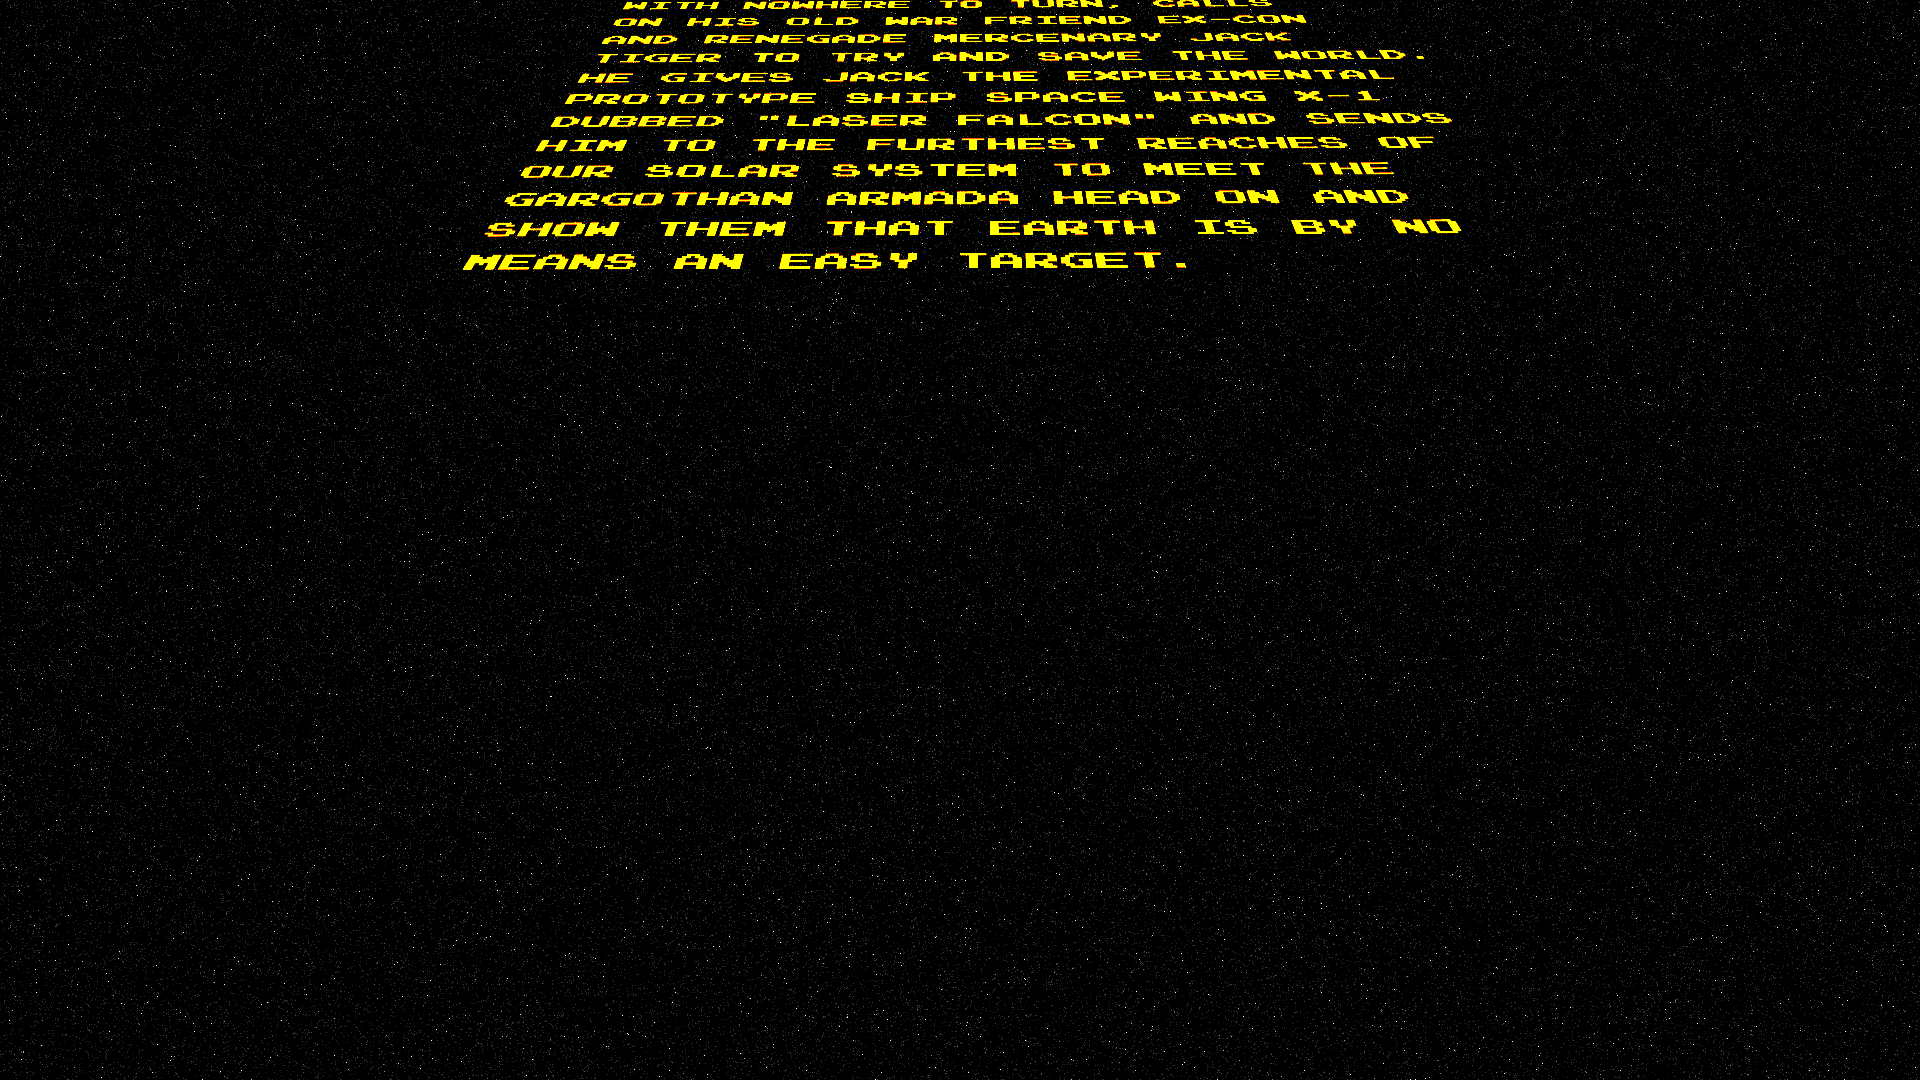 WITH NOWHERE TO TURN, CALLS
ON HIS OLD WAR FRIEND EX-CON
AND RENEGADE MERCENARY JACK
TIGER TO TRY AND SAVE THE WORLD.
HE GIVES JACK THE EXPERIMENTAL
PROTOTYPE SHIP SPACE WING X-1
DUBBED "LASER FALCON" AND SENDS
HIM TO THE FURTHEST REACHES OF
OUR SOLAR SYSTEM TO MEET THE
GARGOTHAN ARMADA HEAD ON AND
SHOW THEM THAT EARTH IS BY NO
MEANS AN EASY TARGET.